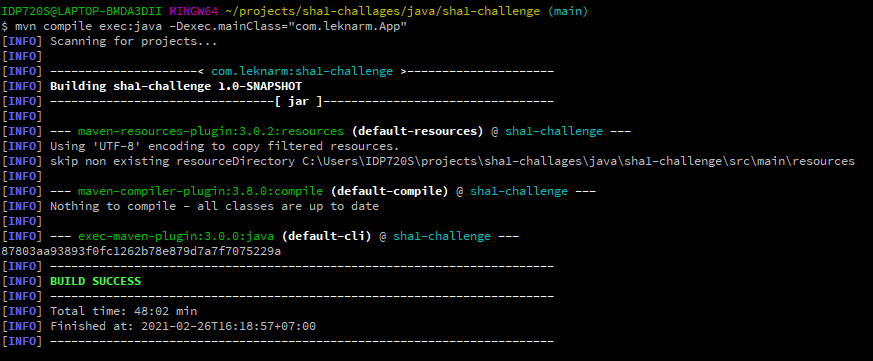 IDP720S@LAPTOP-BMDA3DII MINGW64 ~/projects/sha1-challages/java/sha1-challenge (main)
$ mvn compile exec:java -Dexec.mainClass="com.leknarm.App"
[INFO] Scanning for projects...
[INFO]
[INFO] ---------------------< com.leknarm:sha1-challenge >---------------------
[INFO] Building sha1-challenge 1.0-SNAPSHOT
[INFO] --------------------------------[ jar ]---------------------------------
[INFO]
[INFO] --- maven-resources-plugin:3.0.2:resources (default-resources) @ sha1-challenge ---
[INFO] Using 'UTF-8' encoding to copy filtered resources.
[INFO] skip non existing resourceDirectory C:\Users\IDP720S\projects\sha1-challages\java\sha1-challenge\src\main\resources
[INFO]
[INFO] --- maven-compiler-plugin:3.8.0:compile (default-compile) @ sha1-challenge ---
[INFO] Nothing to compile - all classes are up to date
[INFO]
[INFO] --- exec-maven-plugin:3.0.0:java (default-cli) @ sha1-challenge ---
87803aa93893f0fc1262b78e879d7a7f7075229a
[INFO] ------------------------------------------------------------------------
[INFO] BUILD SUCCESS
[INFO] ------------------------------------------------------------------------
[INFO] Total time: 48:02 min
[INFO] Finished at: 2021-02-26T16:18:57+07:00
[INFO] ------------------------------------------------------------------------